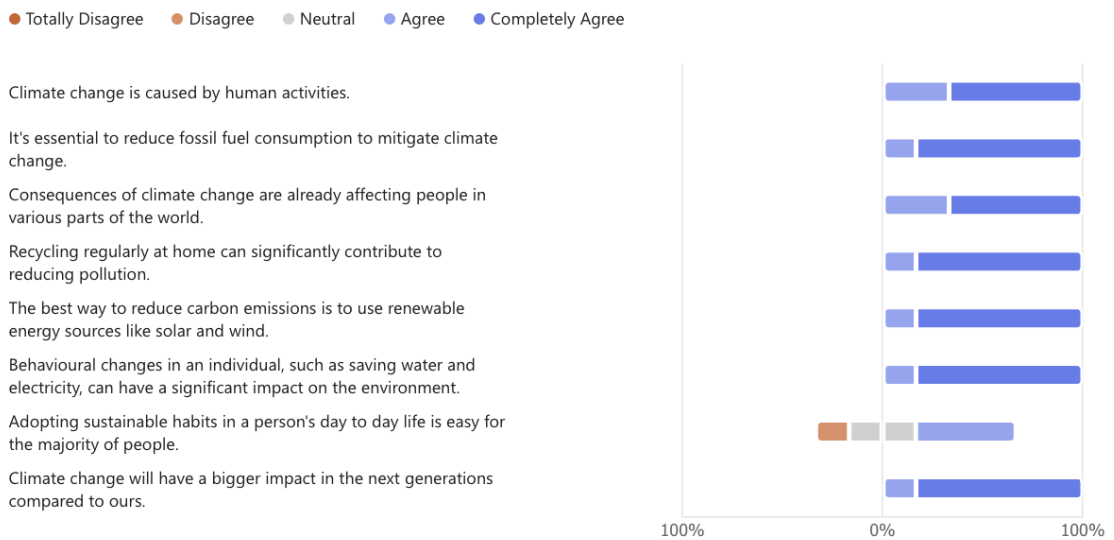 Totally Disagree Disagree Neutral Agree Completely Agree
Climate change is caused by human activities.
It's essential to reduce fossil fuel consumption to mitigate climate
change.
Consequences of climate change are already affecting people in
various parts of the world.
Recycling regularly at home can significantly contribute to
reducing pollution.
The best way to reduce carbon emissions is to use renewable
energy sources like solar and wind.
Behavioural changes in an individual, such as saving water and
electricity, can have a significant impact on the environment.
Adopting sustainable habits in a person's day to day life is easy for
the majority of people.
Climate change will have a bigger impact in the next generations
compared to ours.
100% 0% 100%